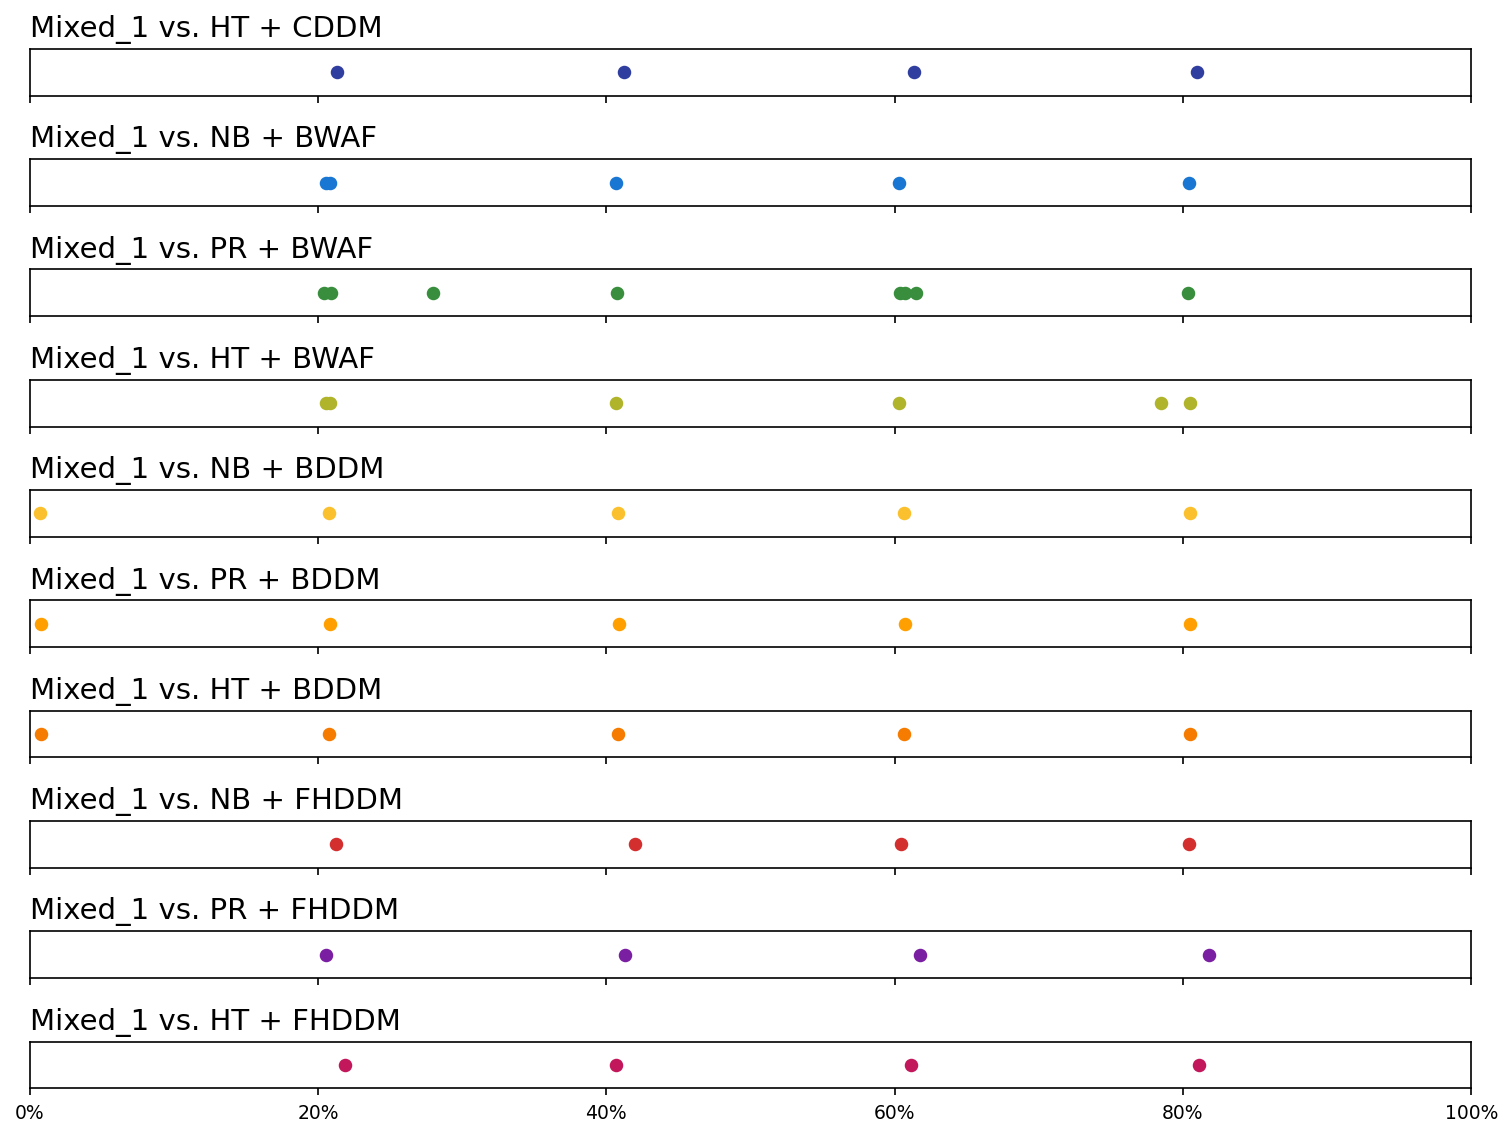 Mixed_1 vs. HT + CDDM
Mixed_1 vs. NB + BWAF
Mixed_1 vs. PR + BWAF
Mixed_1 vs. HT + BWAF
Mixed_1 vs. NB + BDDM
Mixed_1 vs. PR + BDDM
Mixed_1 vs. HT + BDDM
Mixed_1 vs. NB + FHDDM
Mixed_1 vs. PR + FHDDM
Mixed_1 vs. HT + FHDDM
0% 20% 40% 60% 80% 100%